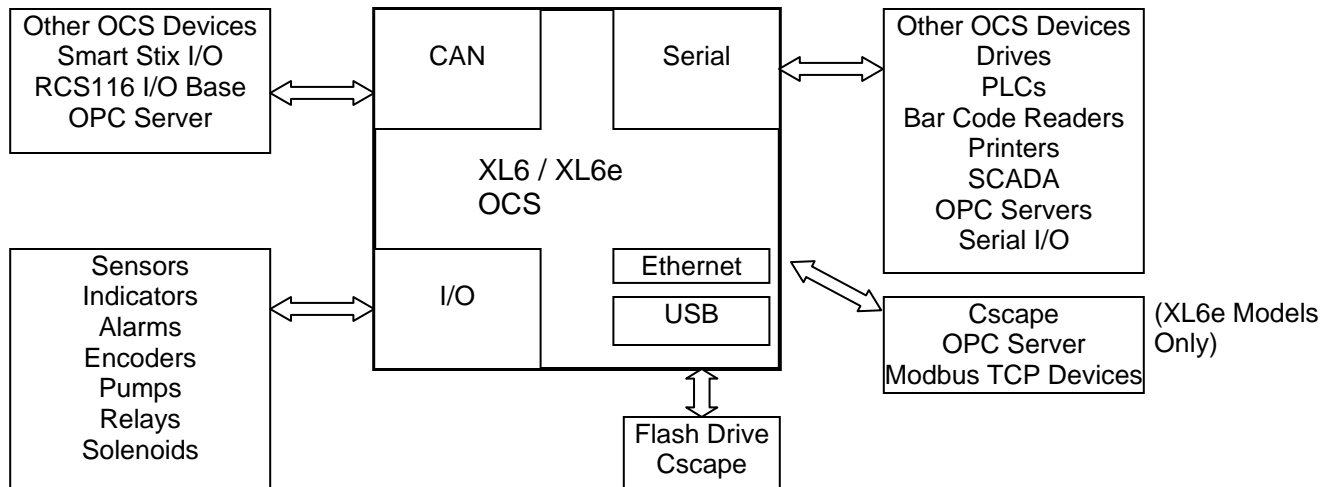 Other OCS Devices
Smart Stix I/O
RCS116 I/O Base
OPC Server
CAN
Serial
Other OCS Devices
Drives
PLCs
Bar Code Readers
Printers
SCADA
OPC Servers
Serial I/O
XL6 / XL6e
OCS
Sensors
Indicators
Alarms
Encoders
Pumps
Relays
Solenoids
I/O
Ethernet
USB
Cscape
OPC Server
Modbus TCP Devices
(XL6e Models
Only)
Flash Drive
Cscape